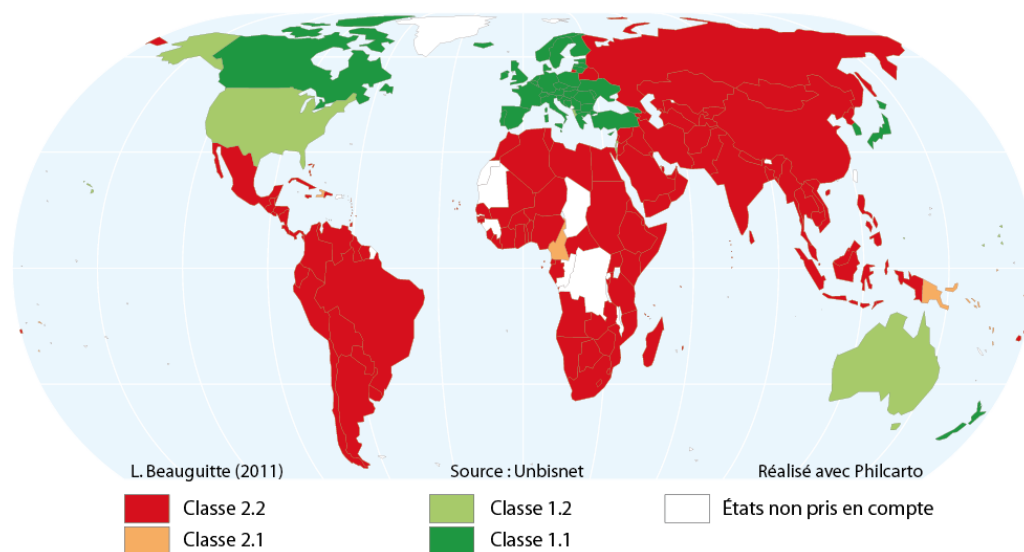 L. Beauguitte (2011) Source : Unbisnet Réalisé avec Philcarto
Classe 2.2 Classe 1.2 États non pris en compte
Classe 2.1 Classe 1.1